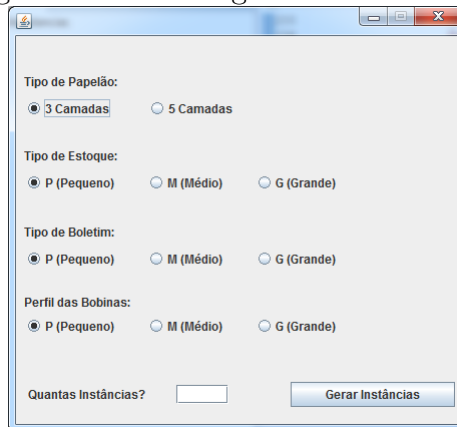 Tipo de Papelão:
3 Camadas 5 Camadas
Tipo de Estoque:
P (Pequeno) M (Médio) G (Grande)
Tipo de Boletim:
P (Pequeno) M (Médio) G (Grande)
Perfil das Bobinas:
P (Pequeno) M (Médio) G (Grande)
Quantas Instâncias? Gerar Instâncias